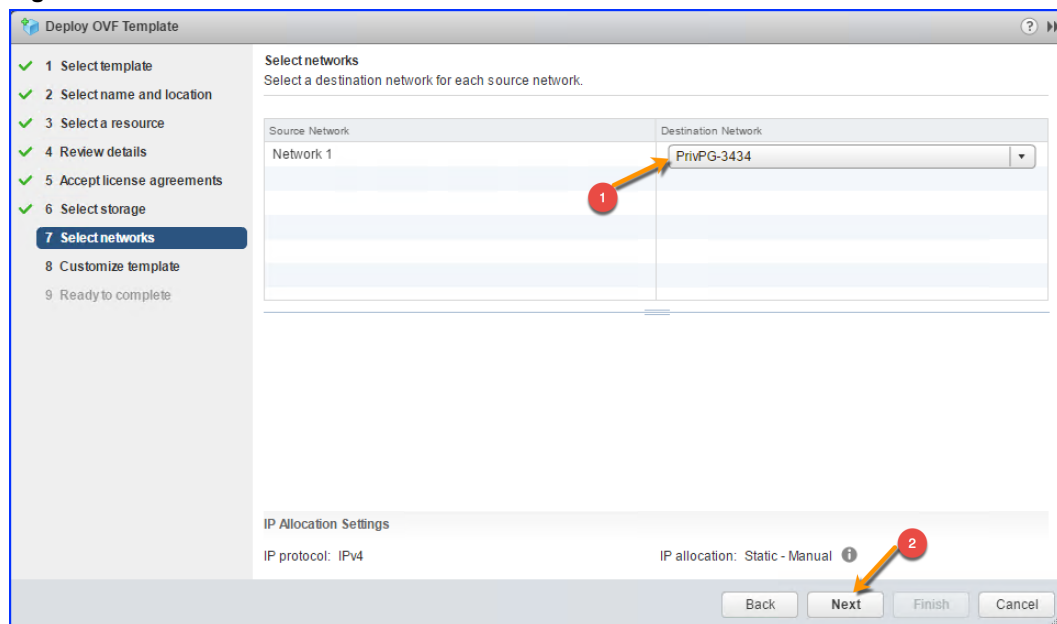 Deploy OVF Template
?
1 Select template
2 Select name and location
3 Select a resource
4 Review details
5 Accept license agreements
6 Select storage
7 Select networks
8 Customize template
9 Ready to complete
Select networks
Select a destination network for each source network.
Source Network Destination Network
Network 1 PrivPG-3434
1
IP Allocation Settings
IP protocol: IPv4 IP allocation: Static - Manual i
2
Back Next Finish Cancel